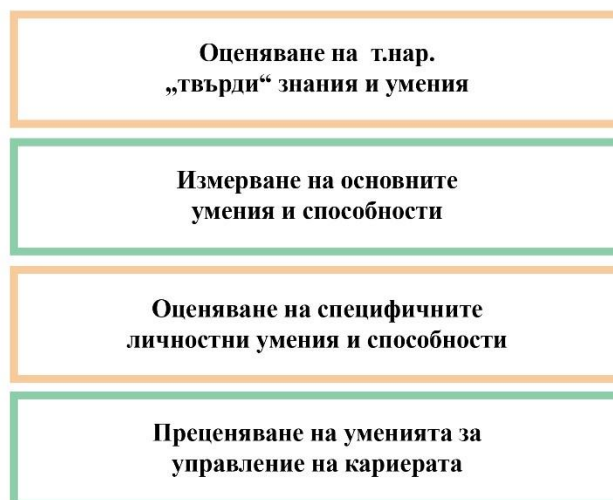 Оценяване на т.нар.
„твърди“ знания и умения
Измерване на основните
умения и способности
Оценяване на специфичните
личностни умения и способности
Преценяване на уменията за
управление на кариерата